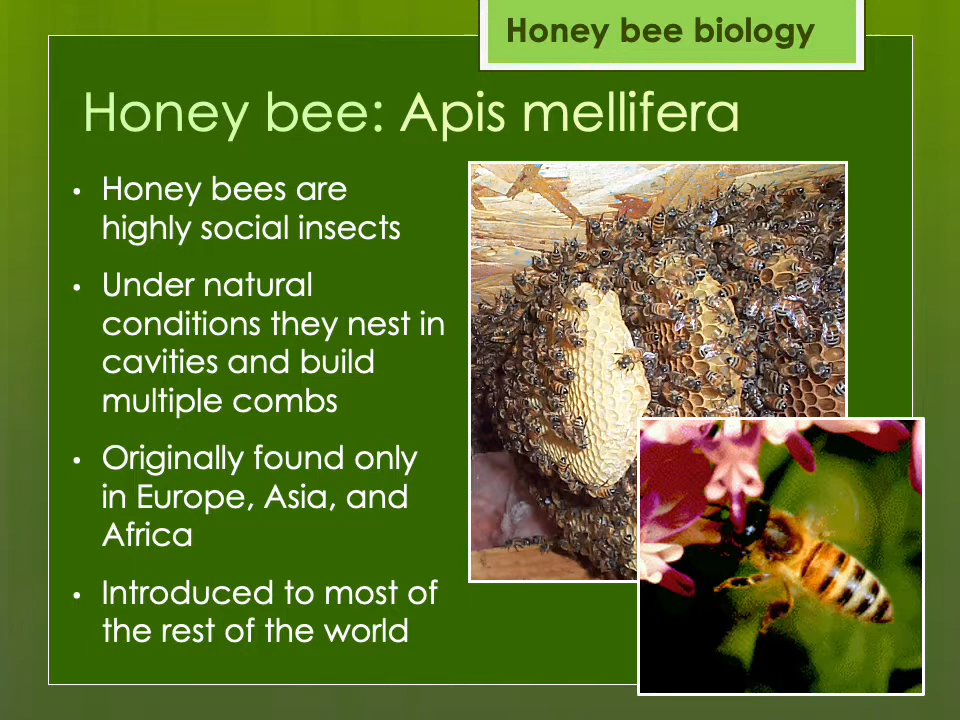 Honey bee biology
Honey bee: Apis mellifera
• Honey bees are
highly social insects
• Under natural
conditions they nest in
cavities and build
multiple combs
• Originally found only
in Europe, Asia, and
Africa
• Introduced to most of
the rest of the world